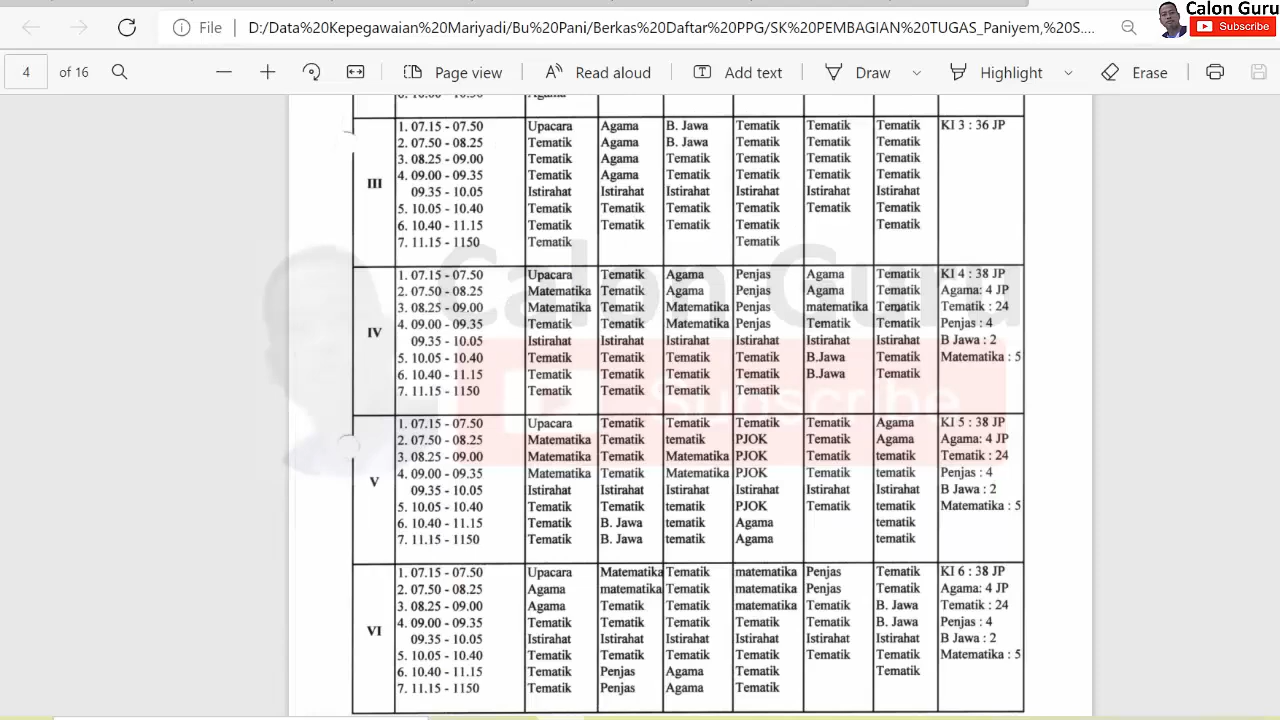 Calon Guru
Subscribe
File D:/Data%20Kepegawaian%20Mariyadi/Bu%20Pani/Berkas%20Daftar%20PPG/SK%20PEMBAGIAN%20TUGAS_Paniyem,%20S....
4 of 16 Page view Read aloud Add text Draw Highlight Erase
6. 10.00 - 10.30 Agama
1. 07.15 - 07.50 Upacara Agama B. Jawa Tematik Tematik Tematik KI 3 : 36 JP
2. 07.50 - 08.25 Tematik Agama B. Jawa Tematik Tematik Tematik
3. 08.25 - 09.00 Tematik Agama Tematik Tematik Tematik Tematik
4. 09.00 - 09.35 Tematik Agama Tematik Tematik Tematik Tematik
III
09.35 - 10.05 Istirahat Istirahat Istirahat Istirahat Istirahat Istirahat
5. 10.05 - 10.40 Tematik Tematik Tematik Tematik Tematik Tematik
6. 10.40 - 11.15 Tematik Tematik Tematik Tematik Tematik
7. 11.15 - 1150 Tematik Tematik
1. 07.15 - 07.50 Upacara Tematik Agama Penjas Agama Tematik KI 4 : 38 JP
2. 07.50 - 08.25 Matematika Tematik Agama Penjas Agama Tematik Agama: 4 JP
3. 08.25 - 09.00 Matematika Tematik Matematika Penjas matematika Tematik Tematik : 24
4. 09.00 - 09.35 Tematik Tematik Matematika Penjas Tematik Tematik Penjas : 4
IV
09.35 - 10.05 Istirahat Istirahat Istirahat Istirahat Istirahat Istirahat B Jawa : 2
5. 10.05 - 10.40 Tematik Tematik Tematik Tematik B.Jawa Tematik Matematika : 5
6. 10.40 - 11.15 Tematik Tematik Tematik Tematik B.Jawa Tematik
7. 11.15 - 1150 Tematik Tematik Tematik Tematik
Calon Guru
Subscribe
1. 07.15 - 07.50 Upacara Tematik Tematik Tematik Tematik Agama KI 5 : 38 JP
2. 07.50 - 08.25 Matematika Tematik tematik PJOK Tematik Agama Agama: 4 JP
3. 08.25 - 09.00 Matematika Tematik Matematika PJOK Tematik tematik Tematik : 24
4. 09.00 - 09.35 Matematika Tematik Matematika PJOK Tematik tematik Penjas : 4
V
09.35 - 10.05 Istirahat Istirahat Istirahat Istirahat Istirahat Istirahat B Jawa : 2
5. 10.05 - 10.40 Tematik Tematik tematik PJOK Tematik tematik Matematika : 5
6. 10.40 - 11.15 Tematik B. Jawa tematik Agama tematik
7. 11.15 - 1150 Tematik B. Jawa tematik Agama tematik
1. 07.15 - 07.50 Upacara Matematika Tematik matematika Penjas Tematik KI 6 : 38 JP
2. 07.50 - 08.25 Agama matematika Tematik matematika Penjas Tematik Agama: 4 JP
3. 08.25 - 09.00 Agama Tematik Tematik matematika Tematik B. Jawa Tematik : 24
4. 09.00 - 09.35 Tematik Tematik Tematik Tematik Tematik B. Jawa Penjas : 4
VI
09.35 - 10.05 Istirahat Istirahat Istirahat Istirahat Istirahat Istirahat B Jawa : 2
5. 10.05 - 10.40 Tematik Tematik Tematik Tematik Tematik Tematik Matematika : 5
6. 10.40 - 11.15 Tematik Penjas Agama Tematik Tematik
7. 11.15 - 1150 Tematik Penjas Agama Tematik